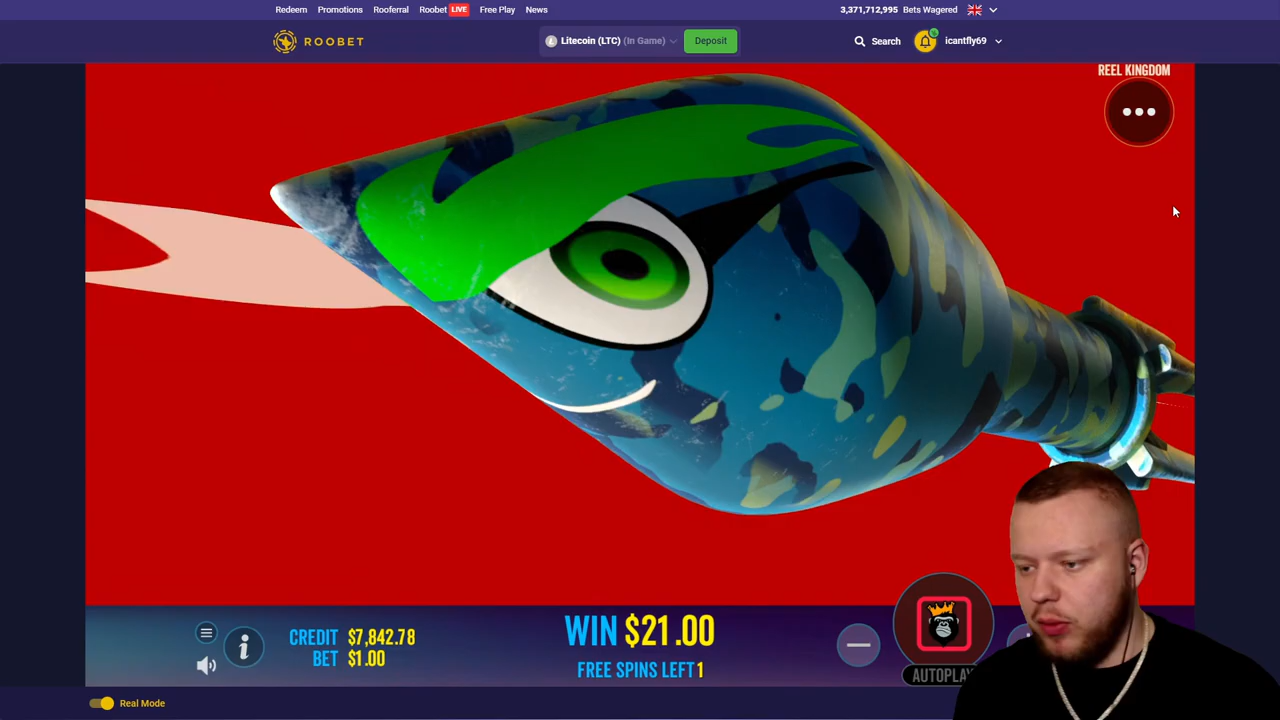 Redeem Promotions Rooferral Roobet LIVE Free Play News
3,371,712,995 Bets Wagered
ROOBET
Litecoin (LTC) (In Game)
Deposit
Search
icantfly69
REEL KINGDOM
CREDIT $7,842.78
BET $1.00
WIN $21.00
FREE SPINS LEFT 1
AUTOPLAY
Real Mode